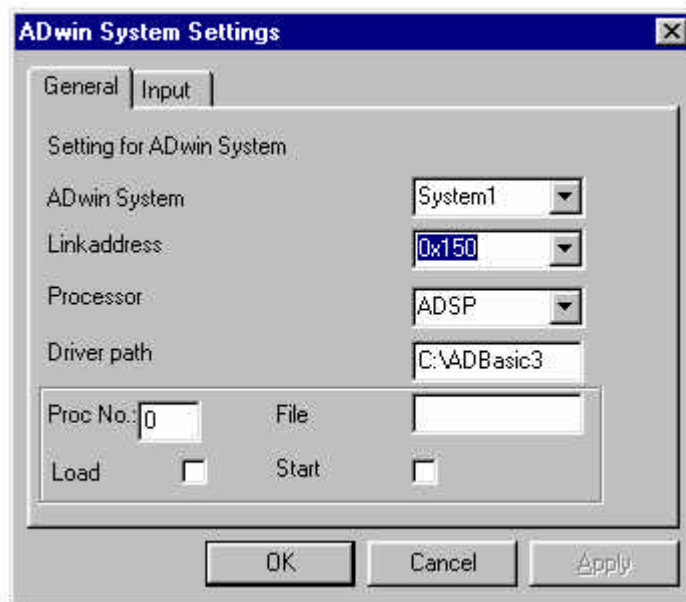 ADwin System Settings
General
Input
Setting for ADwin System
ADwin System
System1
Linkaddress
0x150
Processor
ADSP
Driver path
C:\ADBasic3
Proc No.:
0
File
Load
Start
OK
Cancel
Apply